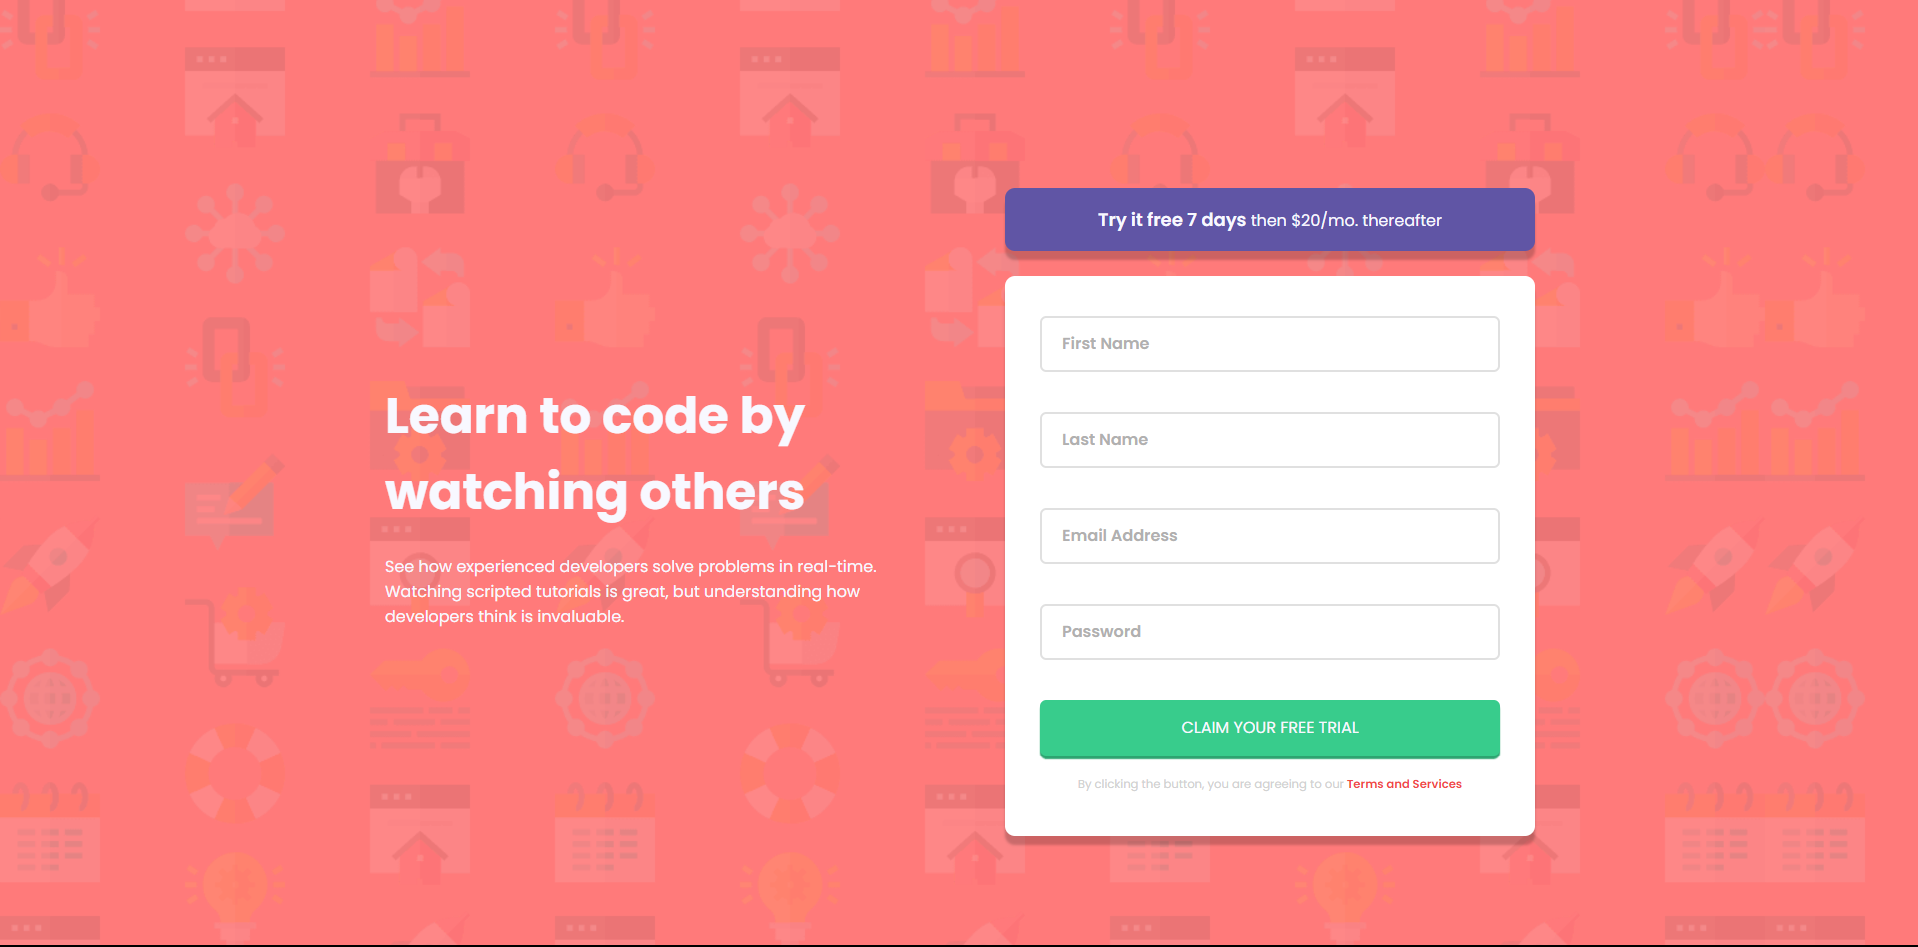 Learn to code by
watching others
See how experienced developers solve problems in real-time.
Watching scripted tutorials is great, but understanding how
developers think is invaluable.
Try it free 7 days then $20/mo. thereafter
First Name
Last Name
Email Address
Password
CLAIM YOUR FREE TRIAL
By clicking the button, you are agreeing to our Terms and Services